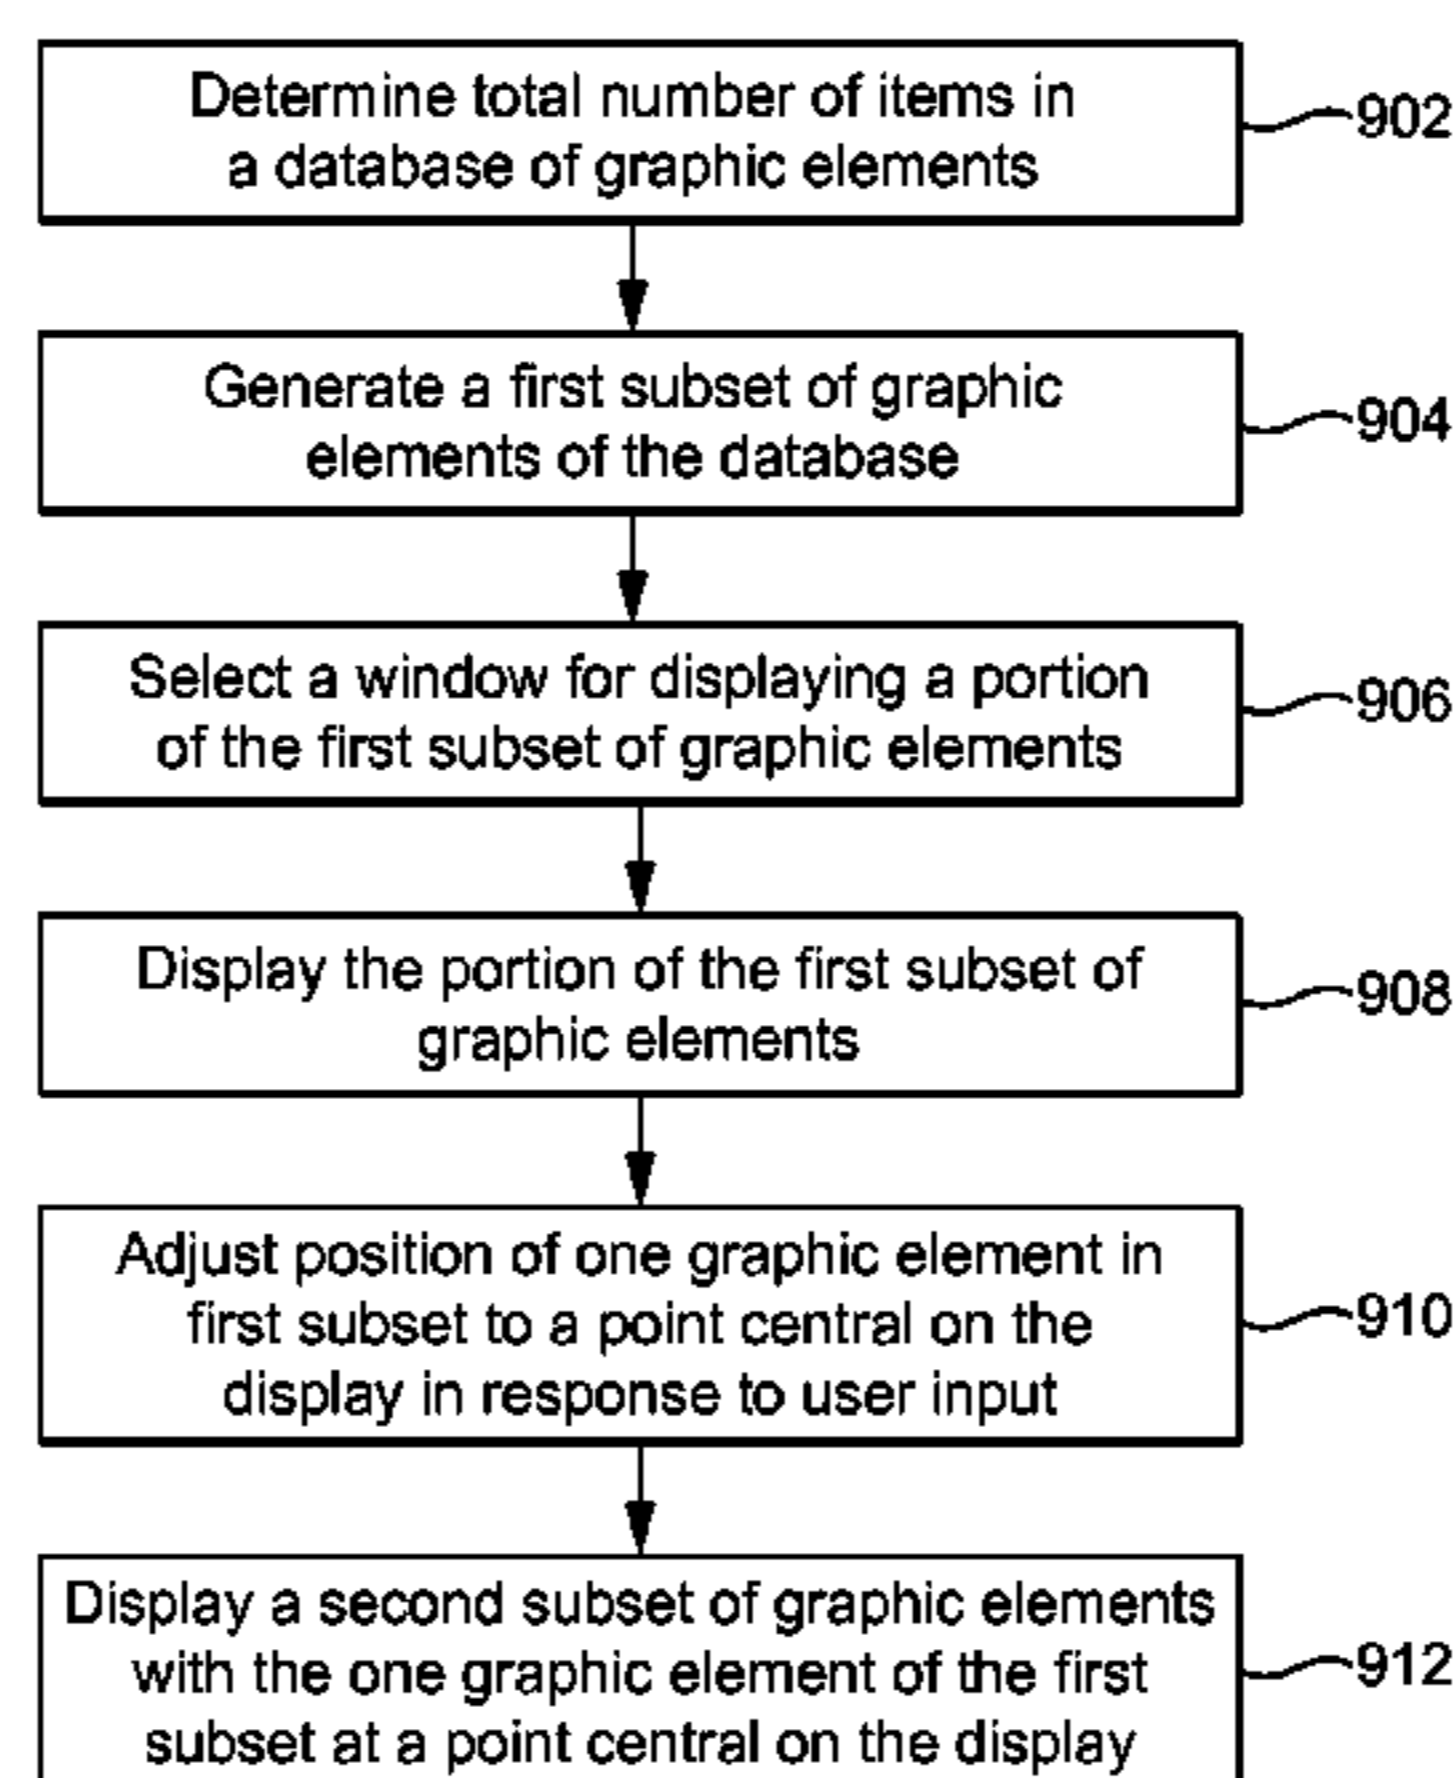 Determine total number of items in
a database of graphic elements
902
Generate a first subset of graphic
elements of the database
904
Select a window for displaying a portion
of the first subset of graphic elements
906
Display the portion of the first subset of
graphic elements
908
Adjust position of one graphic element in
first subset to a point central on the
display in response to user input
910
Display a second subset of graphic elements
with the one graphic element of the first
subset at a point central on the display
912